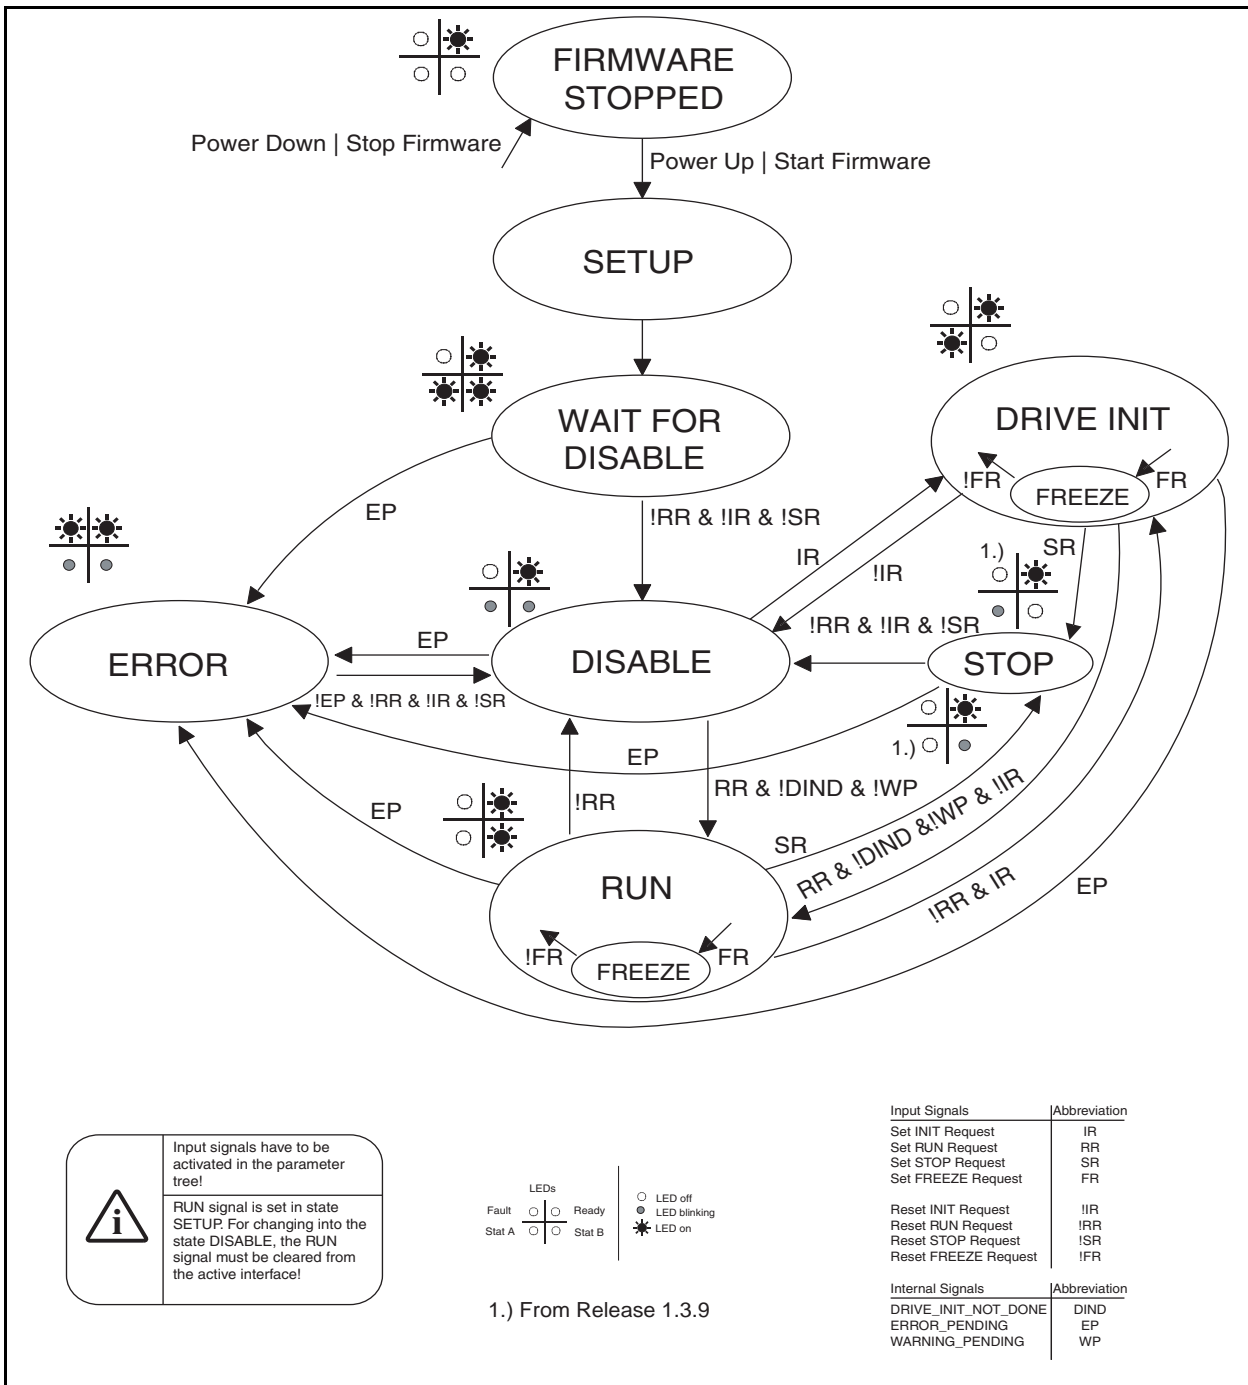 FIRMWARE
STOPPED
Power Down | Stop Firmware
Power Up | Start Firmware
SETUP
WAIT FOR
DISABLE
DRIVE INIT
!FR
FR
FREEZE
EP
!RR & !IR & !SR
IR
!IR
1.)
SR
!RR & !IR & !SR
ERROR
EP
DISABLE
STOP
!EP & !RR & !IR & !SR
EP
1.)
!RR
RR & !DIND & !WP
EP
SR
RR & !DIND &!WP & !IR
RUN
!RR & IR
EP
!FR
FR
FREEZE
Input signals have to be
activated in the parameter
tree!
RUN signal is set in state
SETUP. For changing into the
state DISABLE, the RUN
signal must be cleared from
the active interface!
i
LEDs
Fault
Ready
Stat A
Stat B
LED off
LED blinking
LED on
1.) From Release 1.3.9
Input Signals Abbreviation
Set INIT Request IR
Set RUN Request RR
Set STOP Request SR
Set FREEZE Request FR
Reset INIT Request !IR
Reset RUN Request !RR
Reset STOP Request !SR
Reset FREEZE Request !FR
Internal Signals Abbreviation
DRIVE_INIT_NOT_DONE DIND
ERROR_PENDING EP
WARNING_PENDING WP